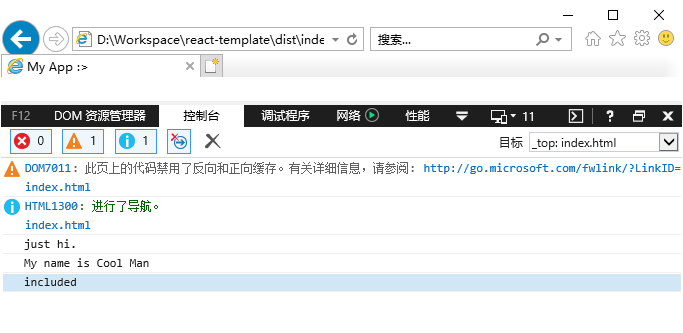 D:\Workspace\react-template\dist\inde
搜索...
My App :>
F12 DOM 资源管理器 控制台 调试程序 网络 性能 11
0 1 1 目标 _top: index.html
DOM7011: 此页上的代码禁用了反向和正向缓存。有关详细信息，请参阅: http://go.microsoft.com/fwlink/?LinkID=
index.html
HTML1300: 进行了导航。
index.html
just hi.
My name is Cool Man
included